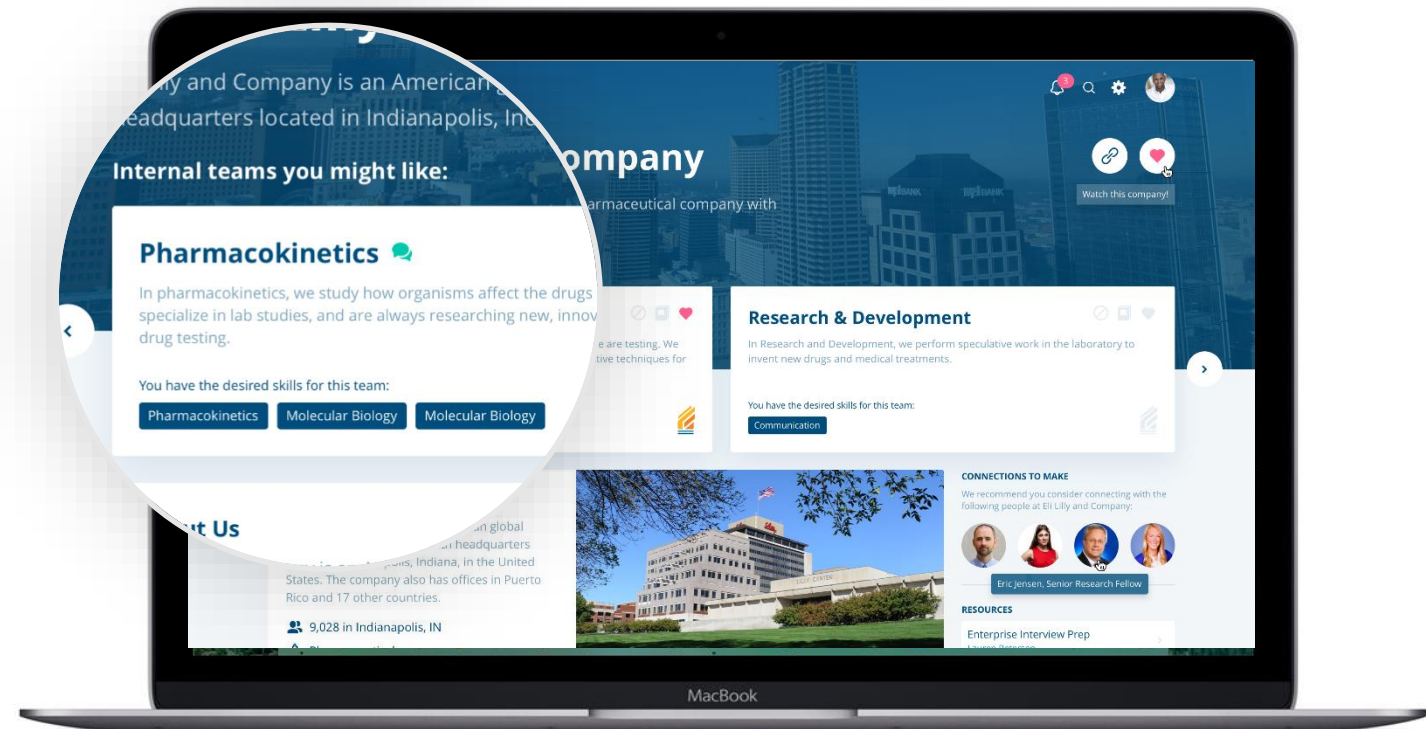 lly and Company is an American
eadquarters located in Indianapolis,
Internal teams you might like:
Pharmacokinetics
In pharmacokinetics, we study how organisms affect the drugs
specialize in lab studies, and are always researching new, innov
drug testing.
You have the desired skills for this team:
Pharmacokinetics Molecular Biology Molecular Biology
ompany
armaceutical company with
3
Watch this company!
e are testing. We
tive techniques for
Research & Development
In Research and Development, we perform speculative work in the laboratory to
invent new drugs and medical treatments.
You have the desired skills for this team:
Communication
ut Us
an global
headquarters
Indiana, in the United
States. The company also has offices in Puerto
Rico and 17 other countries.
9,028 in Indianapolis, IN
CONNECTIONS TO MAKE
We recommend you consider connecting with the
following people at Eli Lilly and Company:
Eric Jensen, Senior Research Fellow
RESOURCES
Enterprise Interview Prep
MacBook